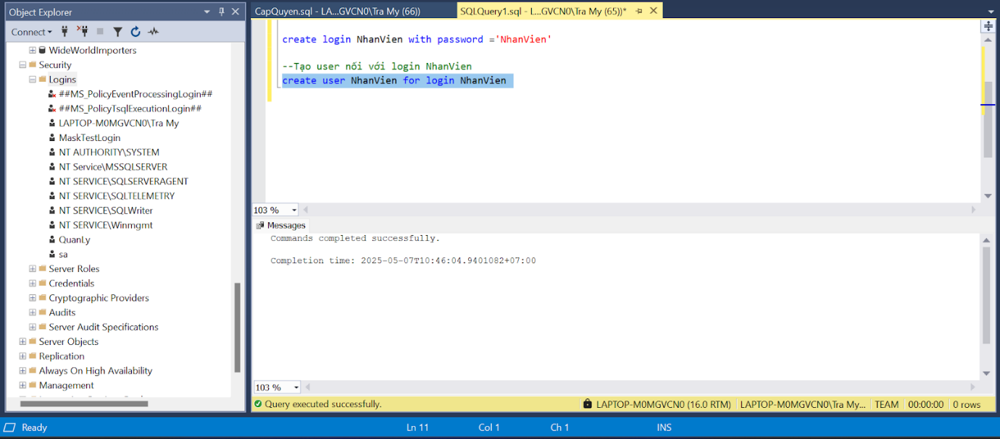 Object Explorer
Connect
WideWorldImporters
Security
Logins
##MS_PolicyEventProcessingLogin##
##MS_PolicyTsqlExecutionLogin##
LAPTOP-M0MGVCN0\Tra My
MaskTestLogin
NT AUTHORITY\SYSTEM
NT Service\MSSQLSERVER
NT SERVICE\SQLSERVERAGENT
NT SERVICE\SQLTELEMETRY
NT SERVICE\SQLWriter
NT SERVICE\Winmgmt
QuanLy
sa
Server Roles
Credentials
Cryptographic Providers
Audits
Server Audit Specifications
Server Objects
Replication
Always On High Availability
Management
CapQuyen.sql - LA...GVCN0\Tra My (66))
SQLQuery1.sql - L...GVCN0\Tra My (65))*
create login NhanVien with password ='NhanVien'
--Tạo user nối với login NhanVien
create user NhanVien for login NhanVien
103 %
Messages
Commands completed successfully.
Completion time: 2025-05-07T10:46:04.9401082+07:00
103 %
Query executed successfully. LAPTOP-M0MGVCN0 (16.0 RTM) LAPTOP-M0MGVCN0\Tra My... TEAM 00:00:00 0 rows
Ready Ln 11 Col 1 Ch 1 INS